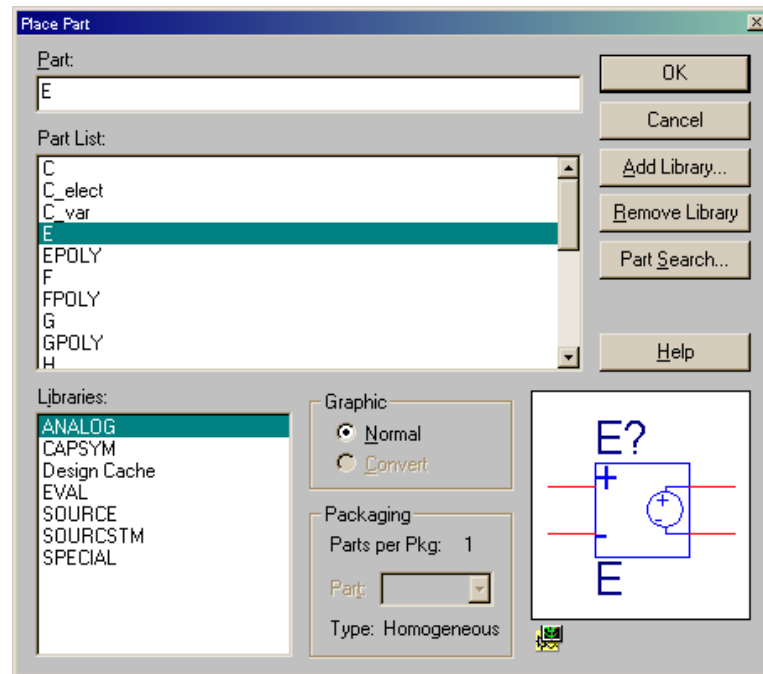 Place Part
Part:
E
OK
Cancel
Part List:
C
C_elect
C_var
E
EPOLY
F
FPOLY
G
GPOLY
H
Add Library...
Remove Library
Part Search...
Help
Libraries:
ANALOG
CAPSYM
Design Cache
EVAL
SOURCE
SOURCSTM
SPECIAL
Graphic
Normal
Convert
Packaging
Parts per Pkg: 1
Part:
Type: Homogeneous
E?
+
-
+
-
E